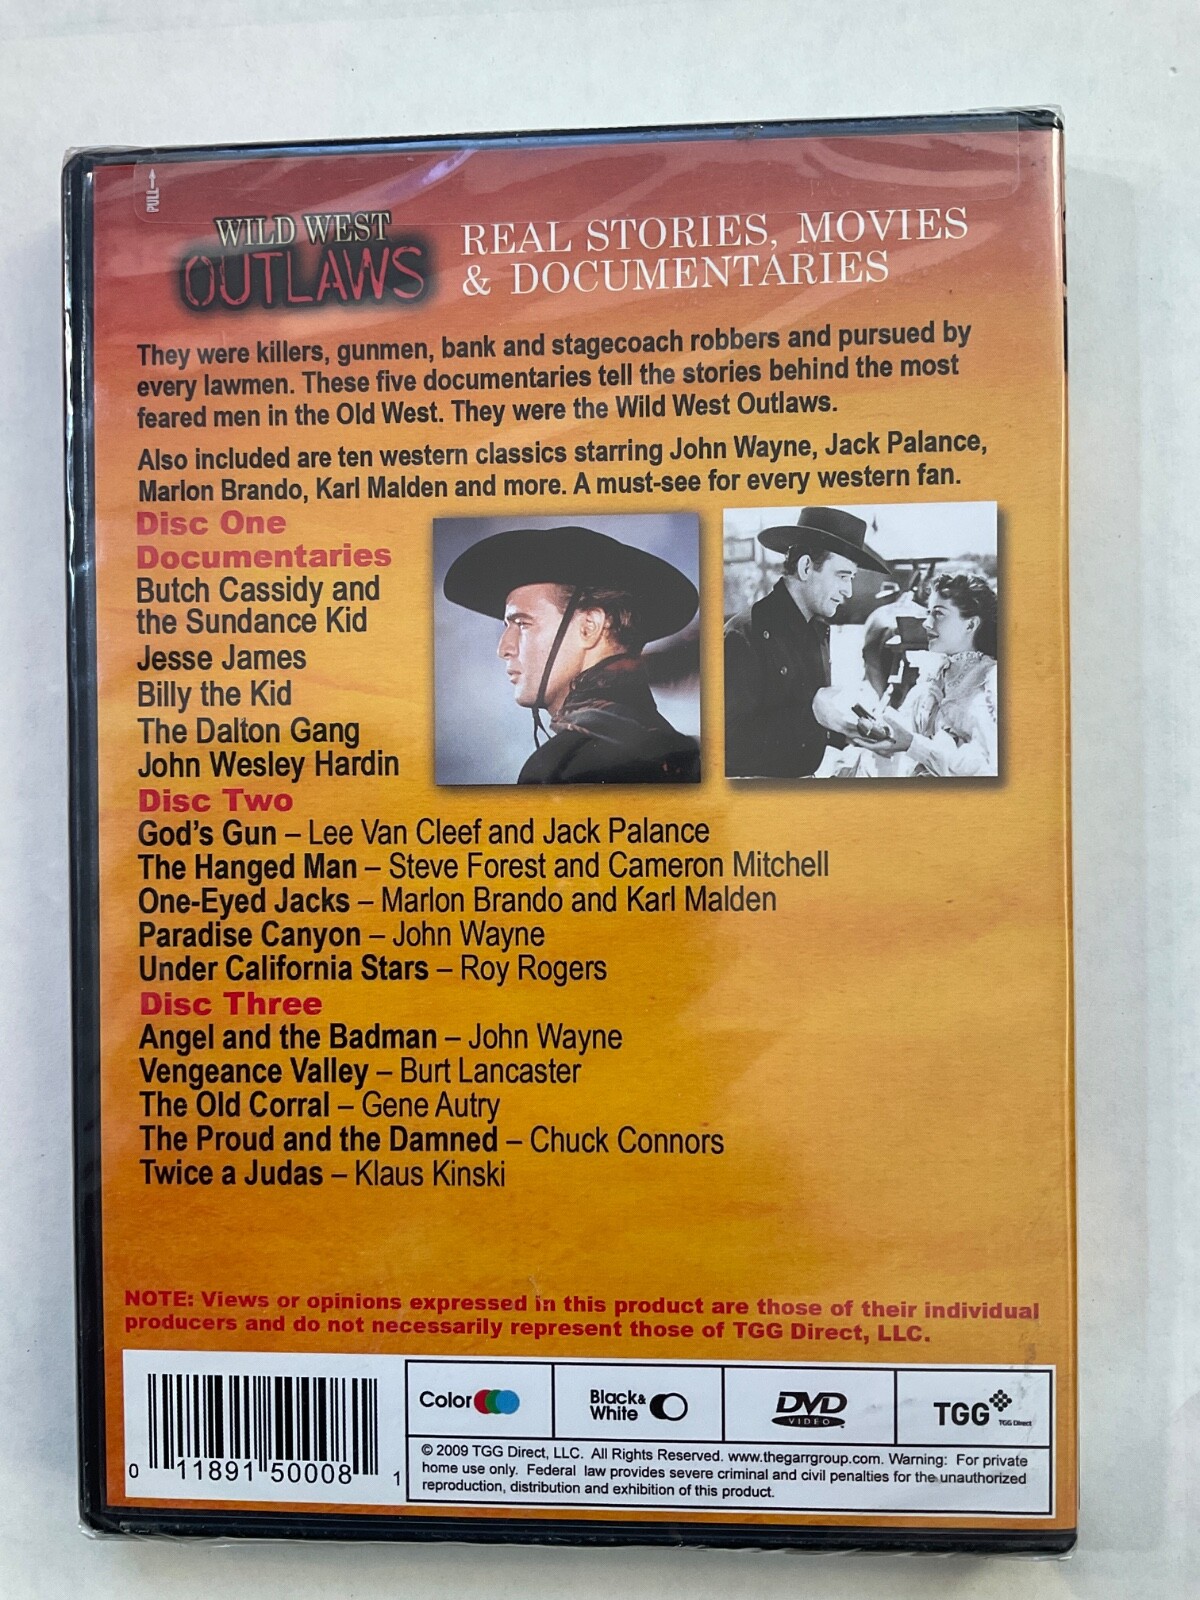 PULL
WILD WEST
OUTLAWS
REAL STORIES, MOVIES
& DOCUMENTARIES
They were killers, gunmen, bank and stagecoach robbers and pursued by
every lawmen. These five documentaries tell the stories behind the most
feared men in the Old West. They were the Wild West Outlaws.
Also included are ten western classics starring John Wayne, Jack Palance,
Marlon Brando, Karl Malden and more. A must-see for every western fan.
Disc One
Documentaries
Butch Cassidy and
the Sundance Kid
Jesse James
Billy the Kid
The Dalton Gang
John Wesley Hardin
Disc Two
God's Gun – Lee Van Cleef and Jack Palance
The Hanged Man – Steve Forest and Cameron Mitchell
One-Eyed Jacks – Marlon Brando and Karl Malden
Paradise Canyon – John Wayne
Under California Stars – Roy Rogers
Disc Three
Angel and the Badman – John Wayne
Vengeance Valley – Burt Lancaster
The Old Corral – Gene Autry
The Proud and the Damned – Chuck Connors
Twice a Judas – Klaus Kinski
NOTE: Views or opinions expressed in this product are those of their individual
producers and do not necessarily represent those of TGG Direct, LLC.
0 11891 50008 1
Color
Black&
White
DVD
VIDEO
TGG
TGG Direct
© 2009 TGG Direct, LLC. All Rights Reserved. www.thegarrgroup.com. Warning: For private
home use only. Federal law provides severe criminal and civil penalties for the unauthorized
reproduction, distribution and exhibition of this product.